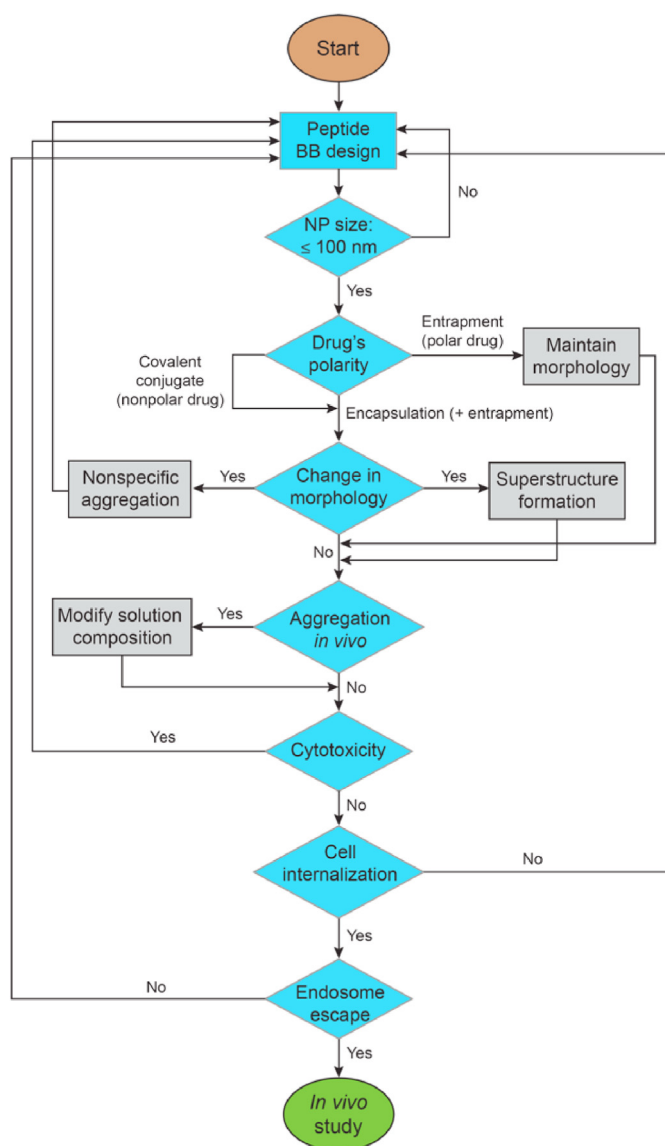 Start
Peptide
BB design
No
NP size:
≤ 100 nm
Yes
Entrapment
(polar drug)
Drug's
polarity
Maintain
morphology
Covalent
conjugate
(nonpolar drug)
Encapsulation (+ entrapment)
Nonspecific
aggregation
Yes
Change in
morphology
Yes
Superstructure
formation
No
Modify solution
composition
Yes
Aggregation
in vivo
No
Yes
Cytotoxicity
No
Cell
internalization
No
Yes
No
Endosome
escape
Yes
In vivo
study